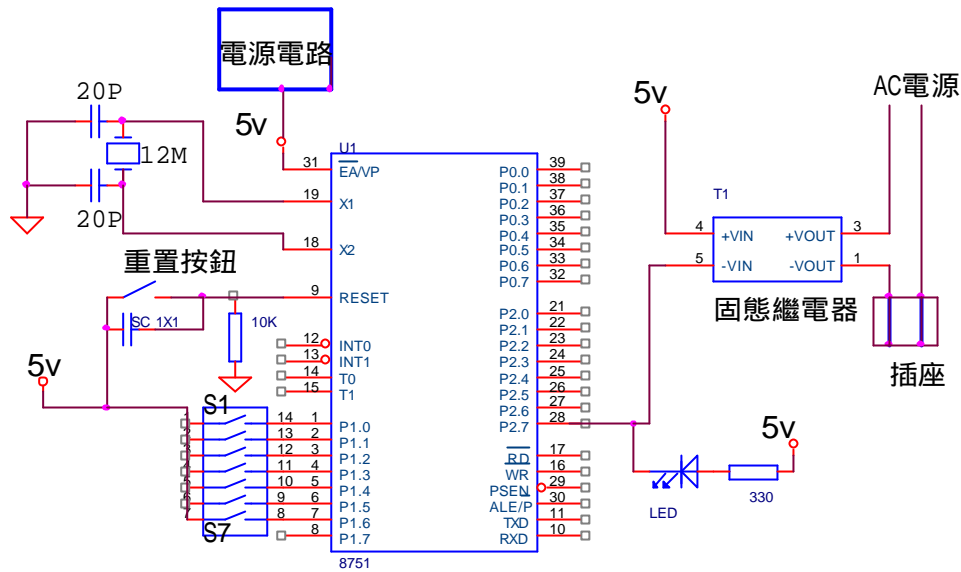 電源電路
20P
12M
20P
5v
U1
31
EA/VP
19
X1
18
X2
9
RESET
重置按鈕
SC 1X1
10K
5v
12
INT0
13
INT1
14
T0
15
T1
S1
14
1
P1.0
13
2
P1.1
12
3
P1.2
11
4
P1.3
10
5
P1.4
9
6
P1.5
8
7
P1.6
8
P1.7
S7
8751
P0.0
39
P0.1
38
P0.2
37
P0.3
36
P0.4
35
P0.5
34
P0.6
33
P0.7
32
P2.0
21
P2.1
22
P2.2
23
P2.3
24
P2.4
25
P2.5
26
P2.6
27
P2.7
28
RD
17
WR
16
PSEN
29
ALE/P
30
TXD
11
RXD
10
5v
AC電源
T1
4
+VIN
+VOUT
3
5
-VIN
-VOUT
1
固態繼電器
插座
5v
LED
330